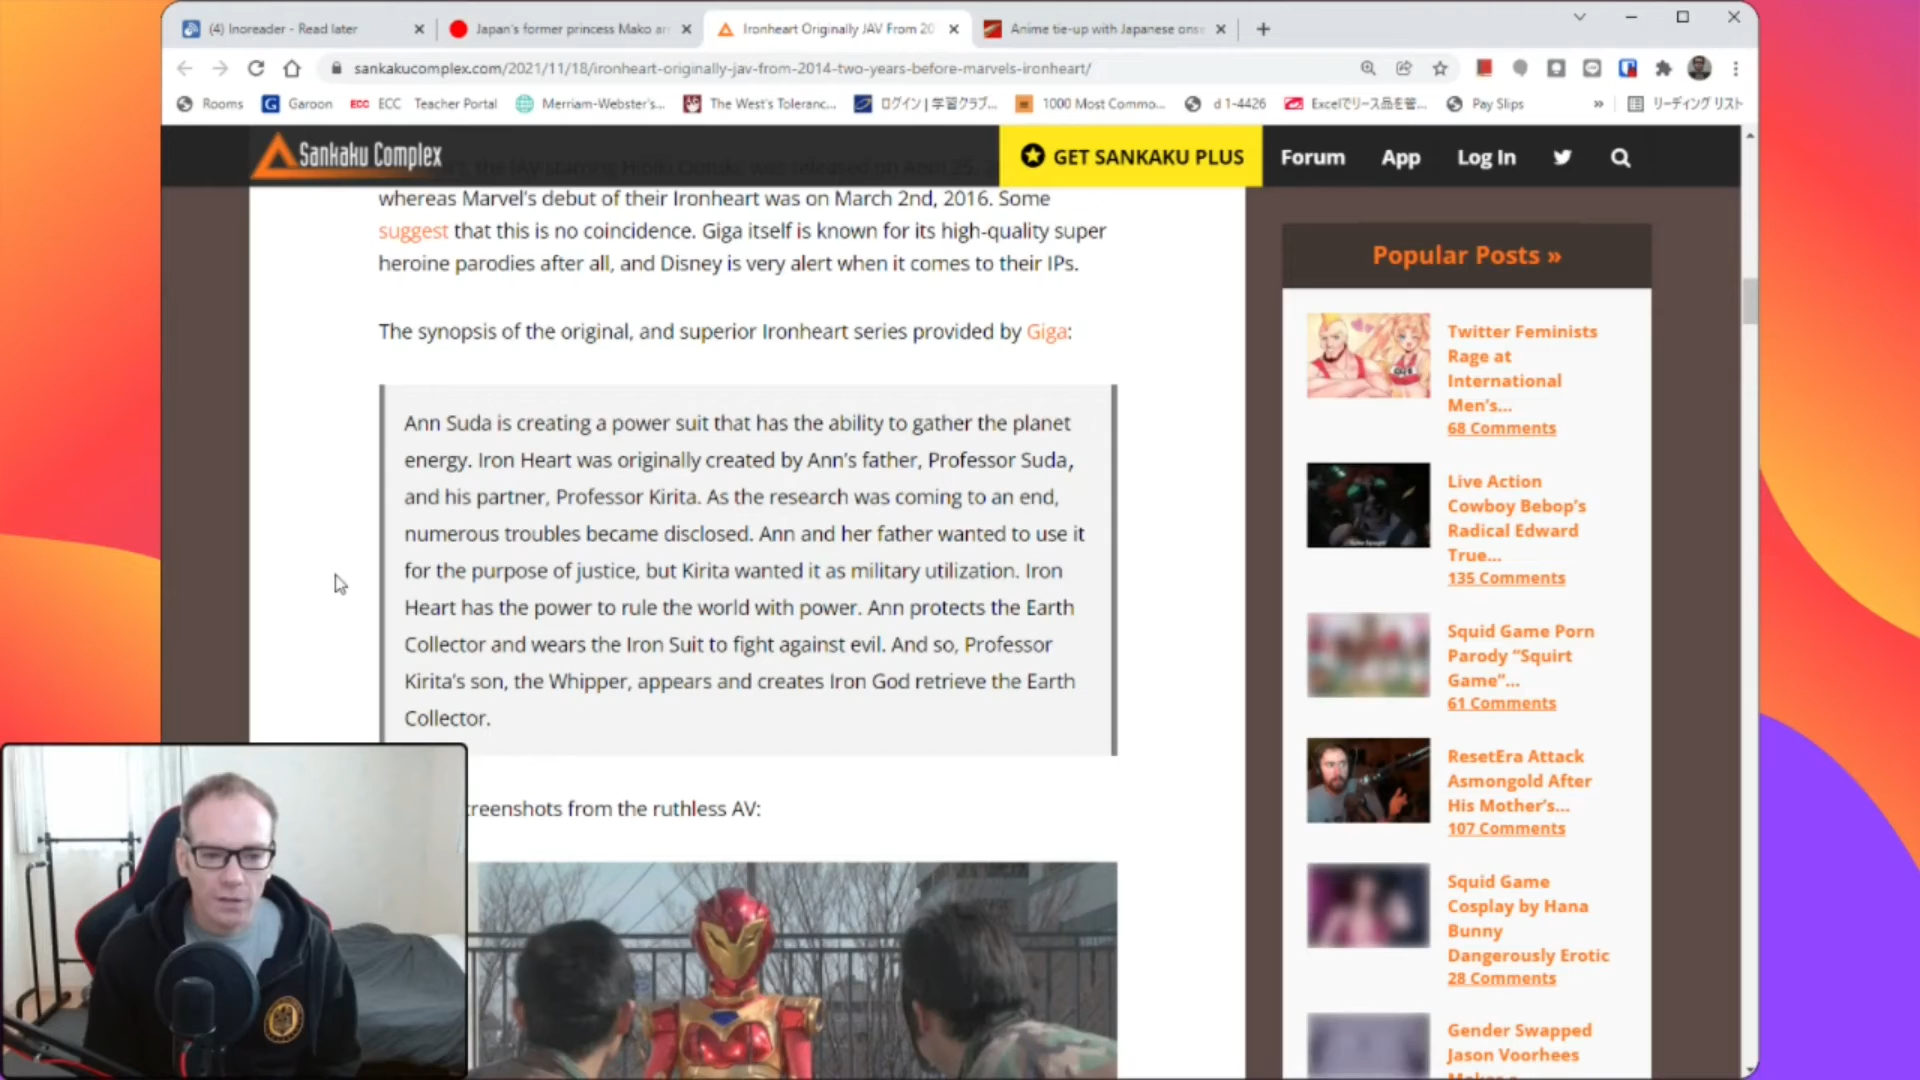 (4) Inoreader - Read later
Japan's former princess Mako arr
Ironheart Originally JAV From 20
Anime tie-up with Japanese onse
sankakucomplex.com/2021/11/18/ironheart-originally-jav-from-2014-two-years-before-marvels-ironheart/
Rooms
Garoon
ECC ECC
Teacher Portal
Merriam-Webster's...
The West's Toleranc...
ログイン | 学習クラブ...
1000 Most Commo...
d 1-4426
Excelでリース品を管...
Pay Slips
»
リーディング リスト
Sankaku Complex
GET SANKAKU PLUS
Forum
App
Log In
whereas Marvel's debut of their Ironheart was on March 2nd, 2016. Some
suggest that this is no coincidence. Giga itself is known for its high-quality super
heroine parodies after all, and Disney is very alert when it comes to their IPs.
The synopsis of the original, and superior Ironheart series provided by Giga:
Ann Suda is creating a power suit that has the ability to gather the planet
energy. Iron Heart was originally created by Ann's father, Professor Suda,
and his partner, Professor Kirita. As the research was coming to an end,
numerous troubles became disclosed. Ann and her father wanted to use it
for the purpose of justice, but Kirita wanted it as military utilization. Iron
Heart has the power to rule the world with power. Ann protects the Earth
Collector and wears the Iron Suit to fight against evil. And so, Professor
Kirita's son, the Whipper, appears and creates Iron God retrieve the Earth
Collector.
creenshots from the ruthless AV:
Popular Posts »
Twitter Feminists
Rage at
International
Men's...
68 Comments
Live Action
Cowboy Bebop's
Radical Edward
True...
135 Comments
Squid Game Porn
Parody “Squirt
Game”...
61 Comments
ResetEra Attack
Asmongold After
His Mother's...
107 Comments
Squid Game
Cosplay by Hana
Bunny
Dangerously Erotic
28 Comments
Gender Swapped
Jason Voorhees